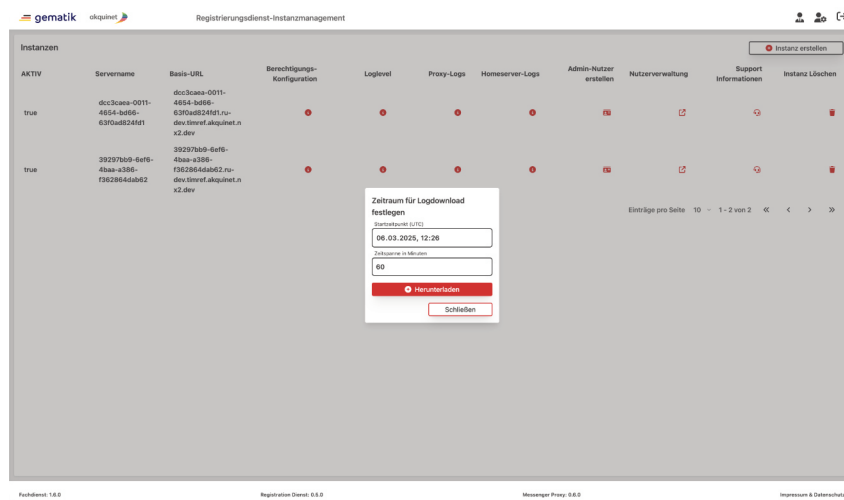 gematik akquinet Registrierungsdienst-Instanzmanagement
Instanzen Instanz erstellen
AKTIV Servername Basis-URL Berechtigungs-Konfiguration Loglevel Proxy-Logs Homeserver-Logs Admin-Nutzer erstellen Nutzerverwaltung Support Informationen Instanz Löschen
true
dcc3caea-0011-
4654-bd66-
63f0ad824fd1
dcc3caea-0011-
4654-bd66-
63f0ad824fd1.ru-
dev.timref.akquinet.n
x2.dev
true
39297bb9-6ef6-
4baa-a386-
f362864dab62
39297bb9-6ef6-
4baa-a386-
f362864dab62.ru-
dev.timref.akquinet.n
x2.dev
Einträge pro Seite 10 1 - 2 von 2
Zeitraum für Logdownload
festlegen
Startzeitpunkt (UTC)
06.03.2025, 12:26
Zeitspanne in Minuten
60
Herunterladen
Schließen
Fachdienst: 1.6.0 Registration Dienst: 0.5.0 Messenger Proxy: 0.6.0 Impressum & Datenschutz